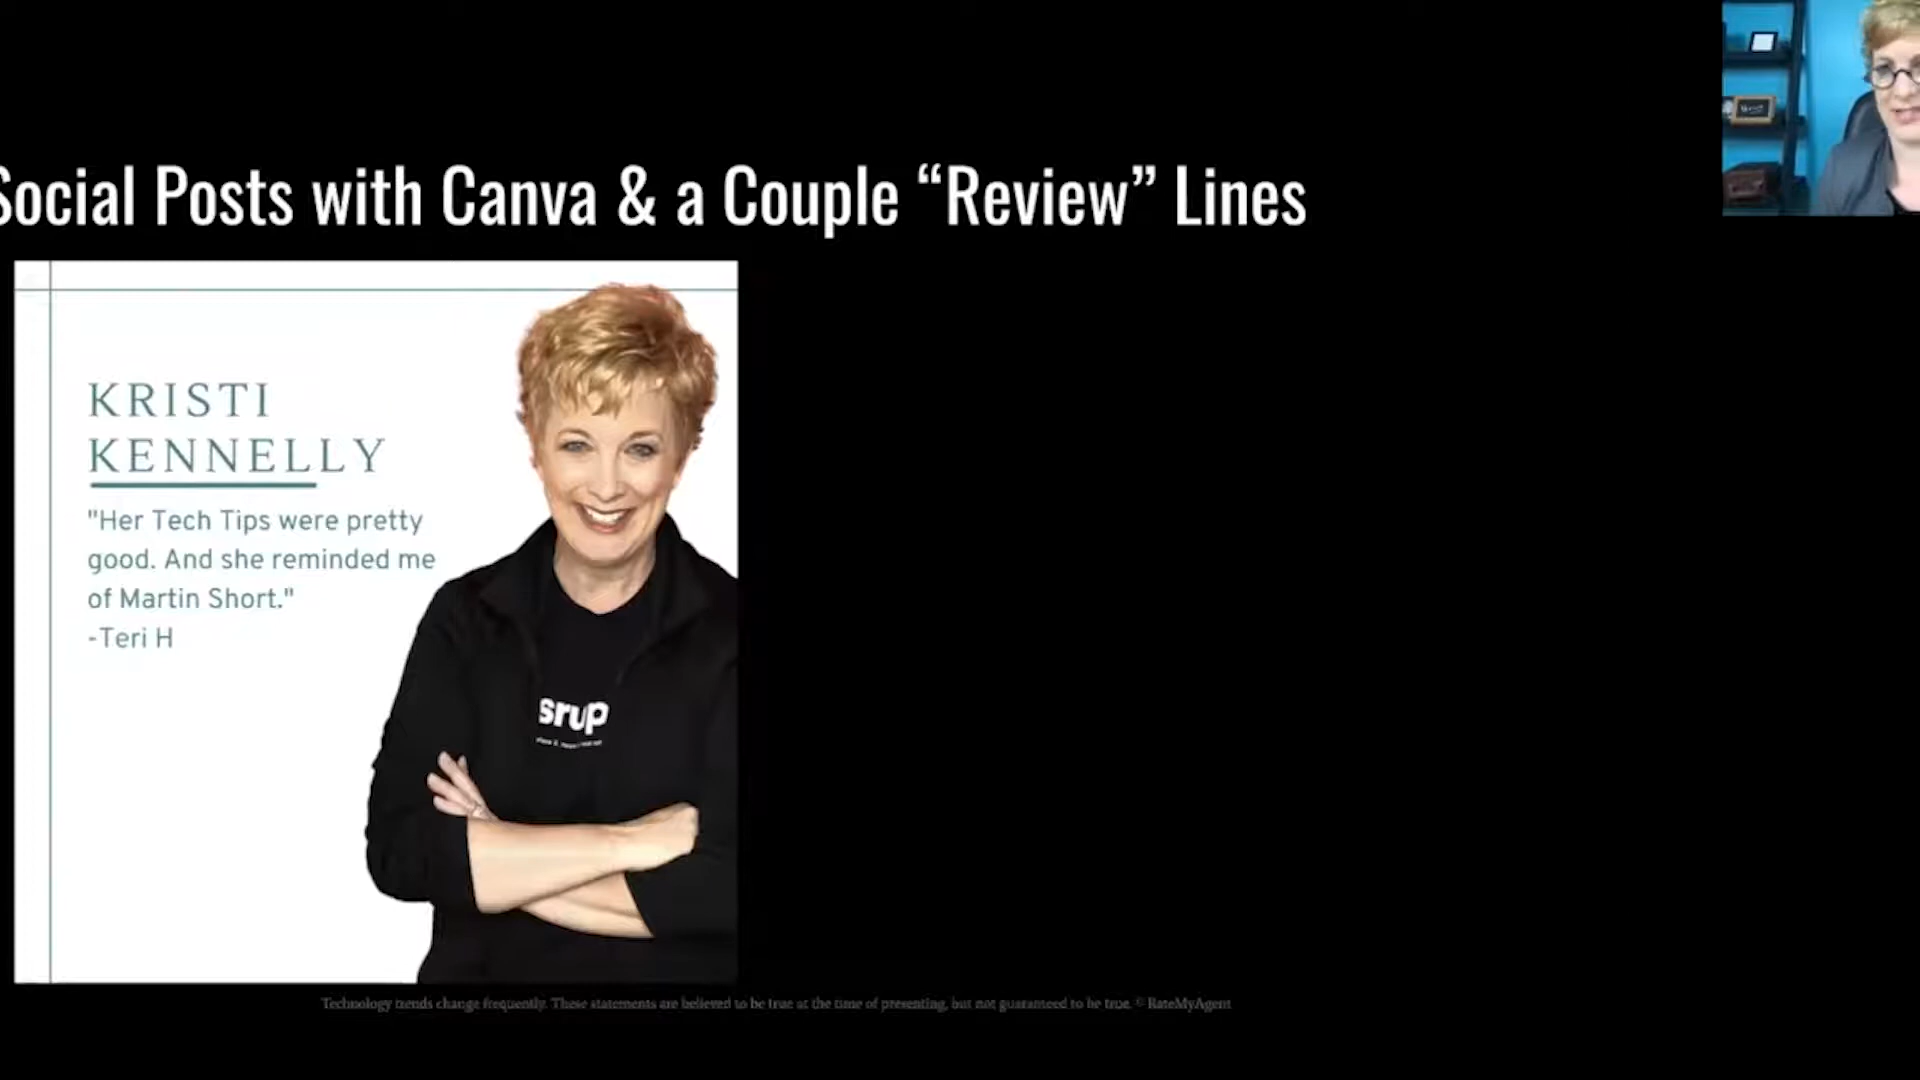 Social Posts with Canva & a Couple “Review” Lines
KRISTI
KENNELLY
"Her Tech Tips were pretty
good. And she reminded me
of Martin Short."
-Teri H
srup
Technology trends change frequently. These statements are believed to be true at the time of presenting, but not guaranteed to be true. © RateMyAgent